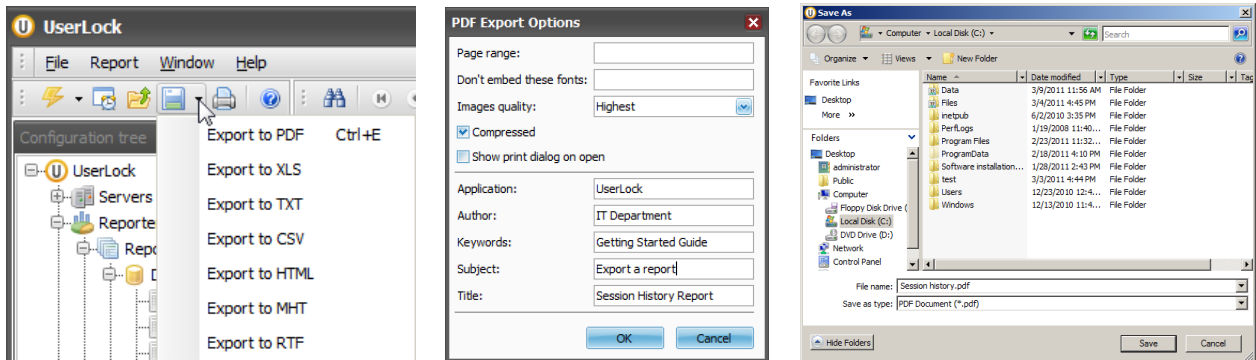 UserLock
File Report Window Help
Configuration tree
Export to PDF Ctrl+E
UserLock
Export to XLS
Servers
Export to TXT
Reporte
Export to CSV
Repo
Export to HTML
Export to MHT
Export to RTF
PDF Export Options
Page range:
Don't embed these fonts:
Images quality: Highest
Compressed
Show print dialog on open
Application: UserLock
Author: IT Department
Keywords: Getting Started Guide
Subject: Export a report
Title: Session History Report
OK Cancel
Save As
Computer Local Disk (C:) Search
Organize Views New Folder
Favorite Links
Desktop
More »
Folders
Desktop
administrator
Public
Computer
Floppy Disk Drive (
Local Disk (C:)
DVD Drive (D:)
Network
Control Panel
Name Date modified Type Size Tag
Data 3/9/2011 11:56 AM File Folder
Files 3/4/2011 4:45 PM File Folder
inetpub 6/2/2010 3:35 PM File Folder
PerfLogs 1/19/2008 11:40... File Folder
Program Files 2/23/2011 11:32... File Folder
ProgramData 2/18/2011 4:10 PM File Folder
Software installation... 1/28/2011 2:43 PM File Folder
test 3/3/2011 4:44 PM File Folder
Users 12/23/2010 12:4... File Folder
Windows 12/13/2010 11:4... File Folder
File name: Session history.pdf
Save as type: PDF Document (*.pdf)
Hide Folders Save Cancel